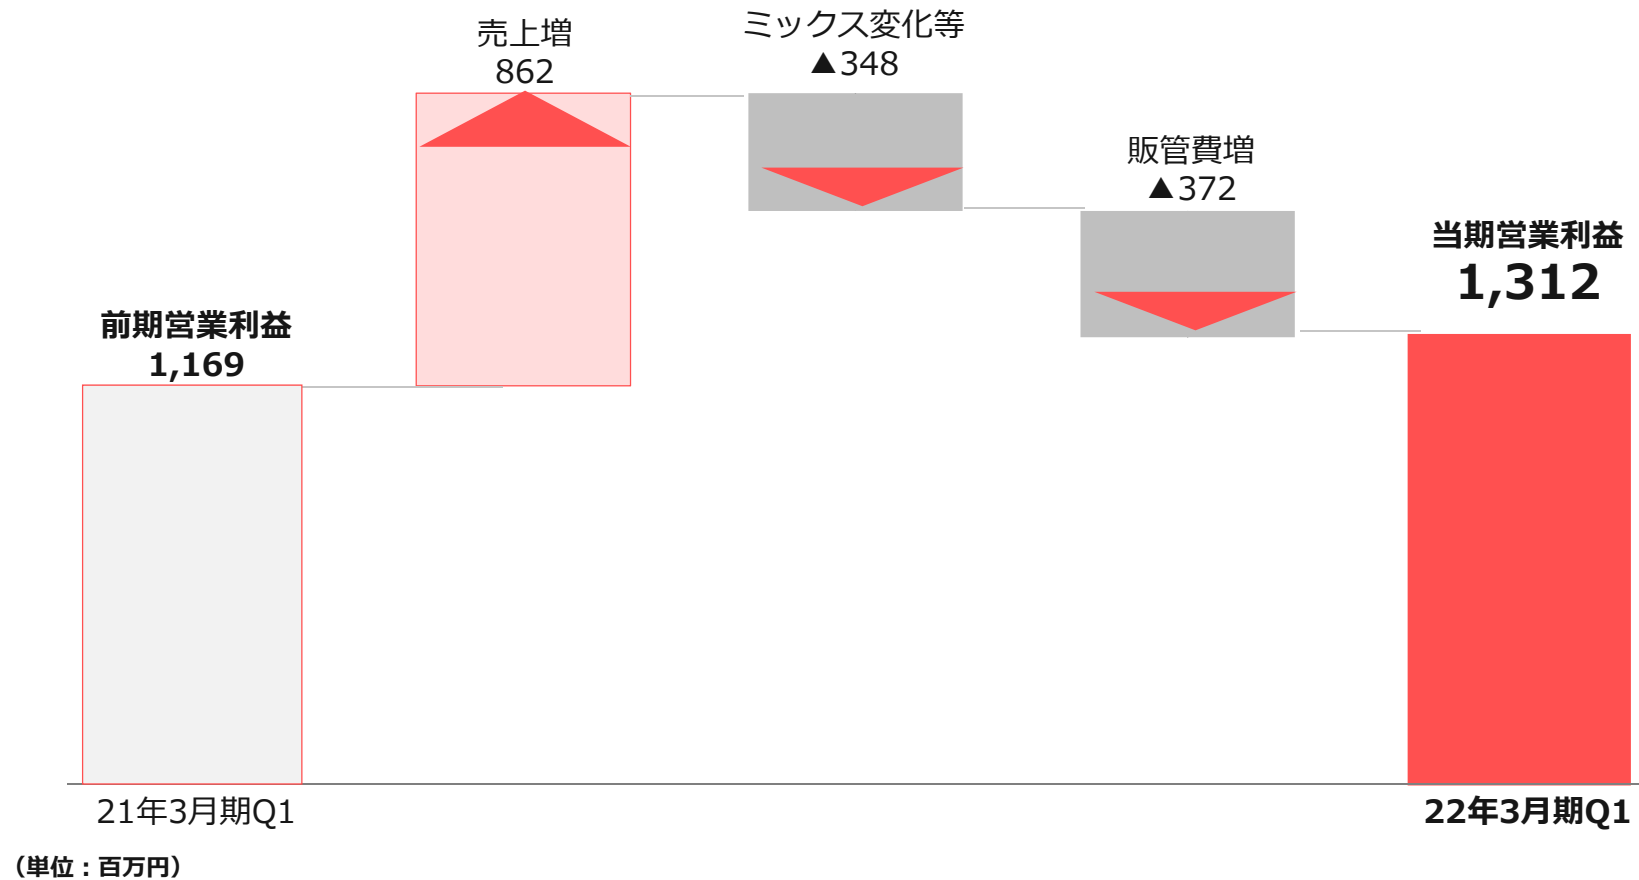 売上増
862
ミックス変化等
▲348
販管費増
▲372
当期営業利益
1,312
前期営業利益
1,169
21年3月期Q1
22年3月期Q1
（単位：百万円）